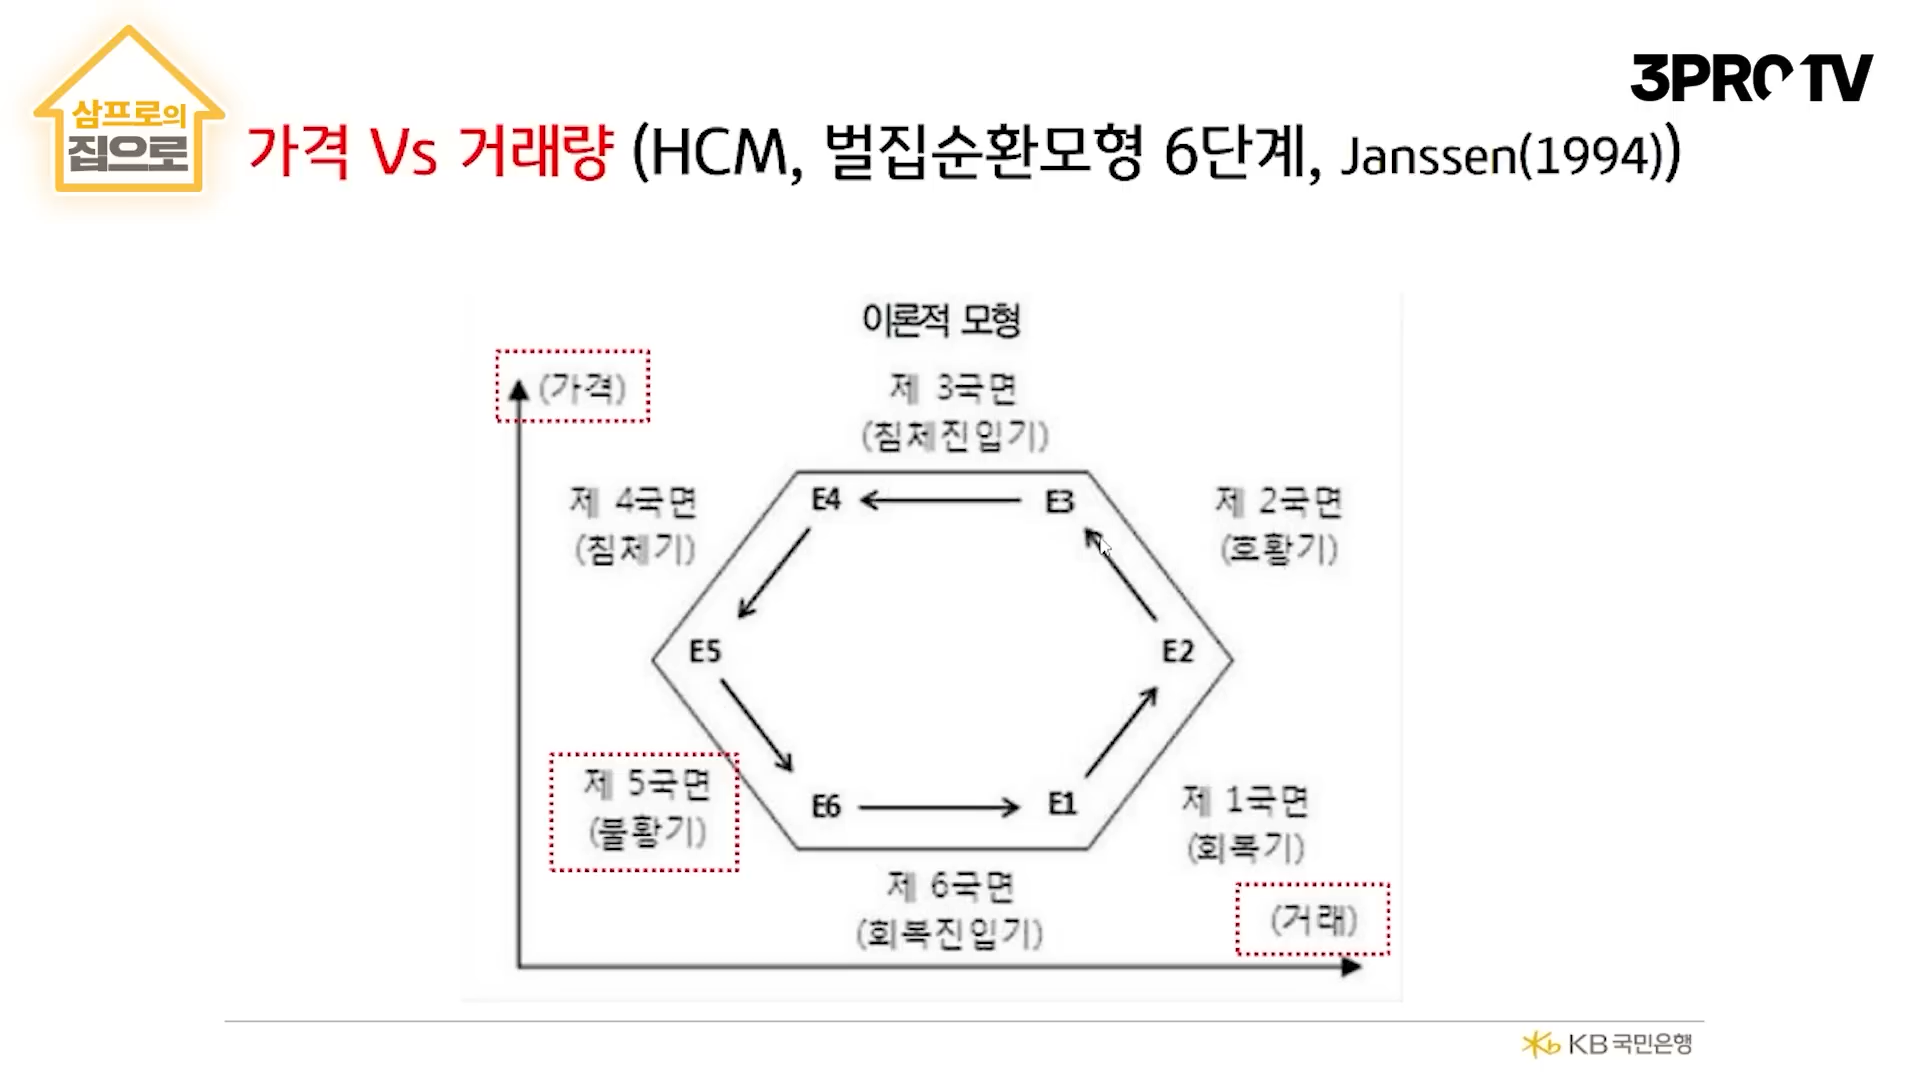 삼프로의
집으로
3PROTV
가격 Vs 거래량 (HCM, 벌집순환모형 6단계, Janssen(1994))
이론적 모형
(가격)
제 3국면
(침체진입기)
제 4국면
(침체기)
제 2국면
(호황기)
E4
E3
E5
E2
E6
E1
제 5국면
(불황기)
제 1국면
(회복기)
제 6국면
(회복진입기)
(거래)
KB국민은행